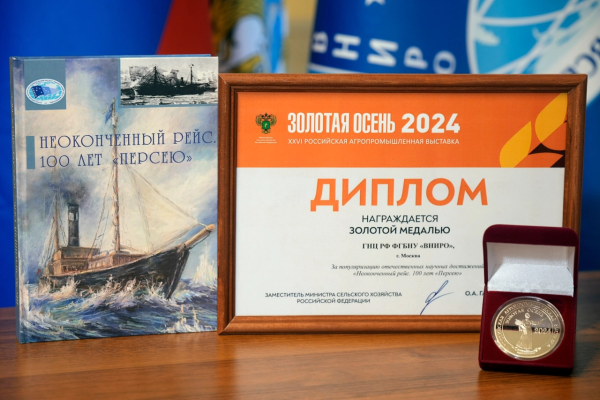 НЕОКОНЧЕННЫЙ РЕЙС.
100 ЛЕТ «ПЕРСЕЮ»
ВНИРО
ЗОЛОТАЯ ОСЕНЬ 2024
XXVI РОССИЙСКАЯ АГРОПРОМЫШЛЕННАЯ ВЫСТАВКА
ДИПЛОМ
НАГРАЖДАЕТСЯ
ЗОЛОТОЙ МЕДАЛЬЮ
ГНЦ РФ ФГБНУ «ВНИРО»,
г. Москва
За популяризацию отечественных научных достижений
«Неоконченный рейс. 100 лет «Персею»
ЗАМЕСТИТЕЛЬ МИНИСТРА СЕЛЬСКОГО ХОЗЯЙСТВА
РОССИЙСКОЙ ФЕДЕРАЦИИ
О.А.